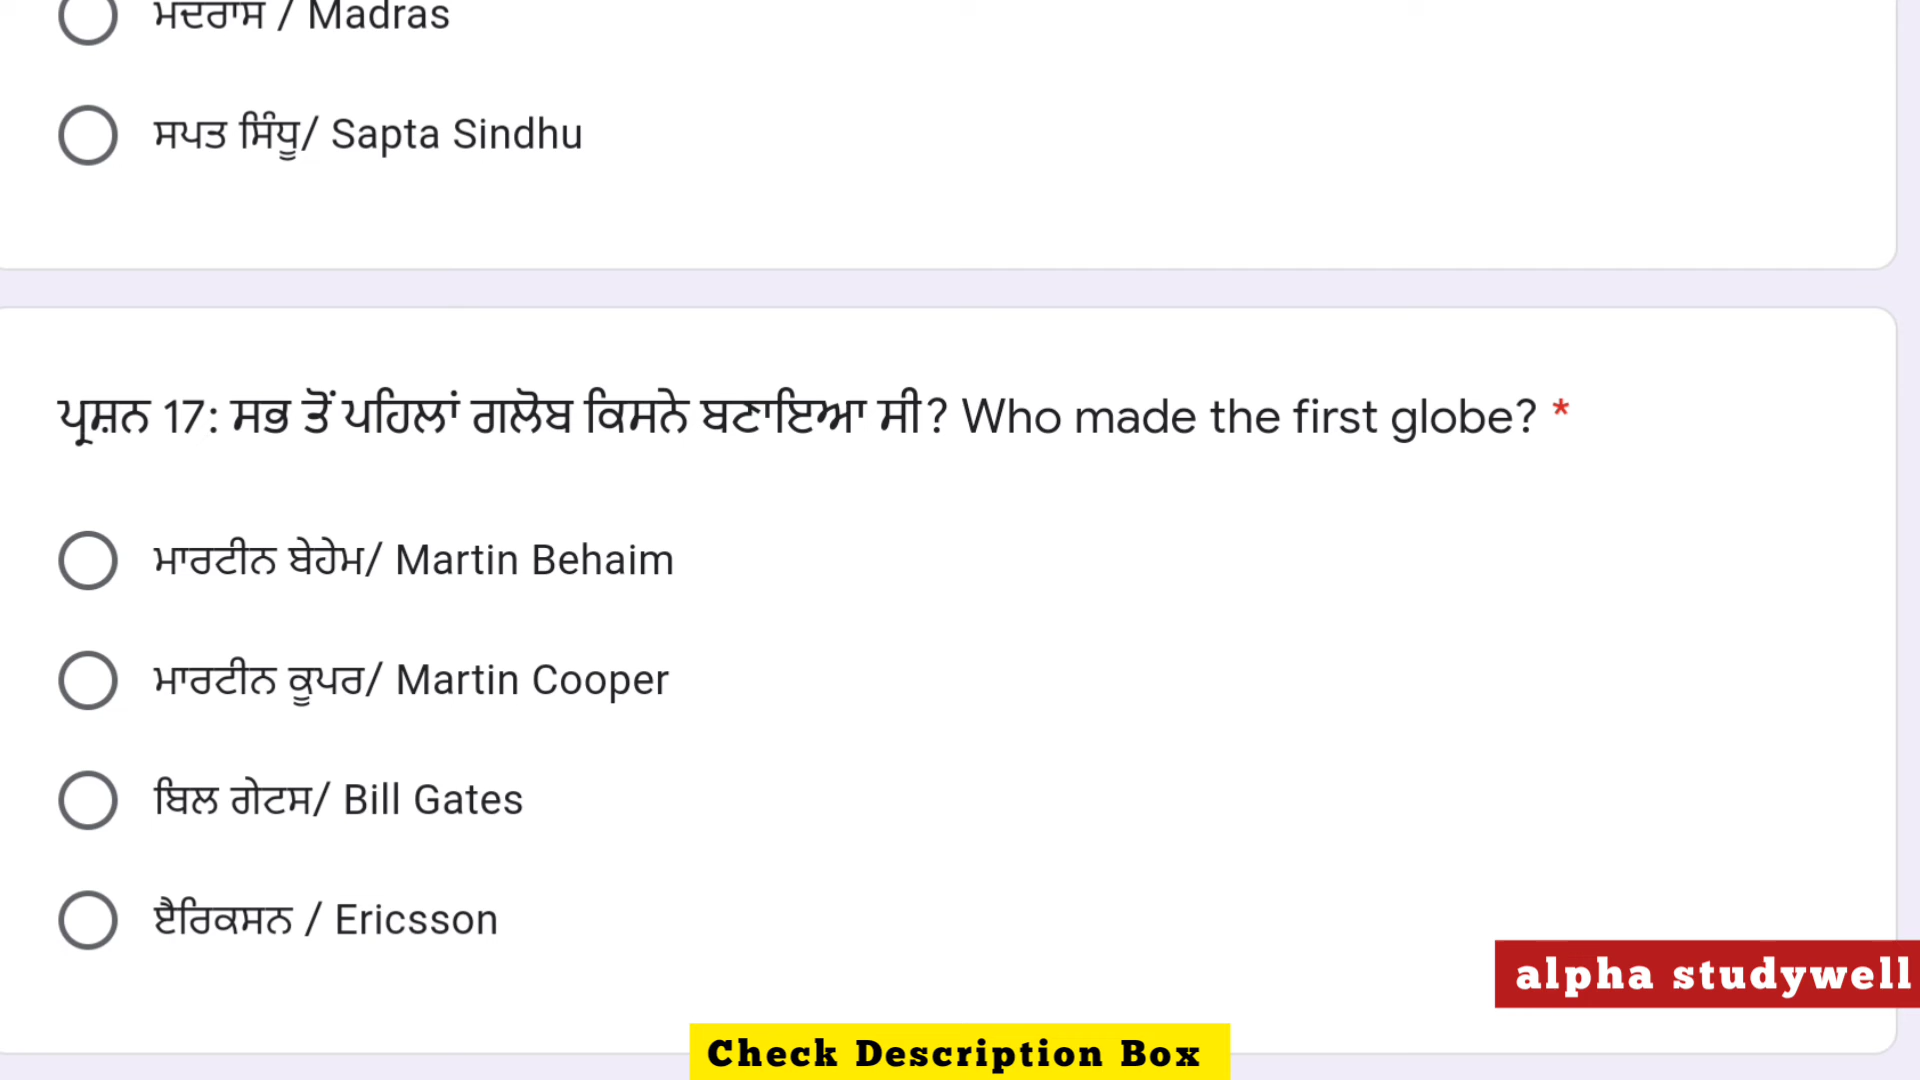 ਮਦਰਾਸ / Madras
ਸਪਤ ਸਿੰਧੂ/ Sapta Sindhu
ਪ੍ਰਸ਼ਨ 17: ਸਭ ਤੋਂ ਪਹਿਲਾਂ ਗਲੋਬ ਕਿਸਨੇ ਬਣਾਇਆ ਸੀ? Who made the first globe? *
ਮਾਰਟੀਨ ਬੇਹੇਮ/ Martin Behaim
ਮਾਰਟੀਨ ਕੂਪਰ/ Martin Cooper
ਬਿਲ ਗੇਟਸ/ Bill Gates
ਏੈਰਿਕਸਨ / Ericsson
alpha studywell
Check Description Box